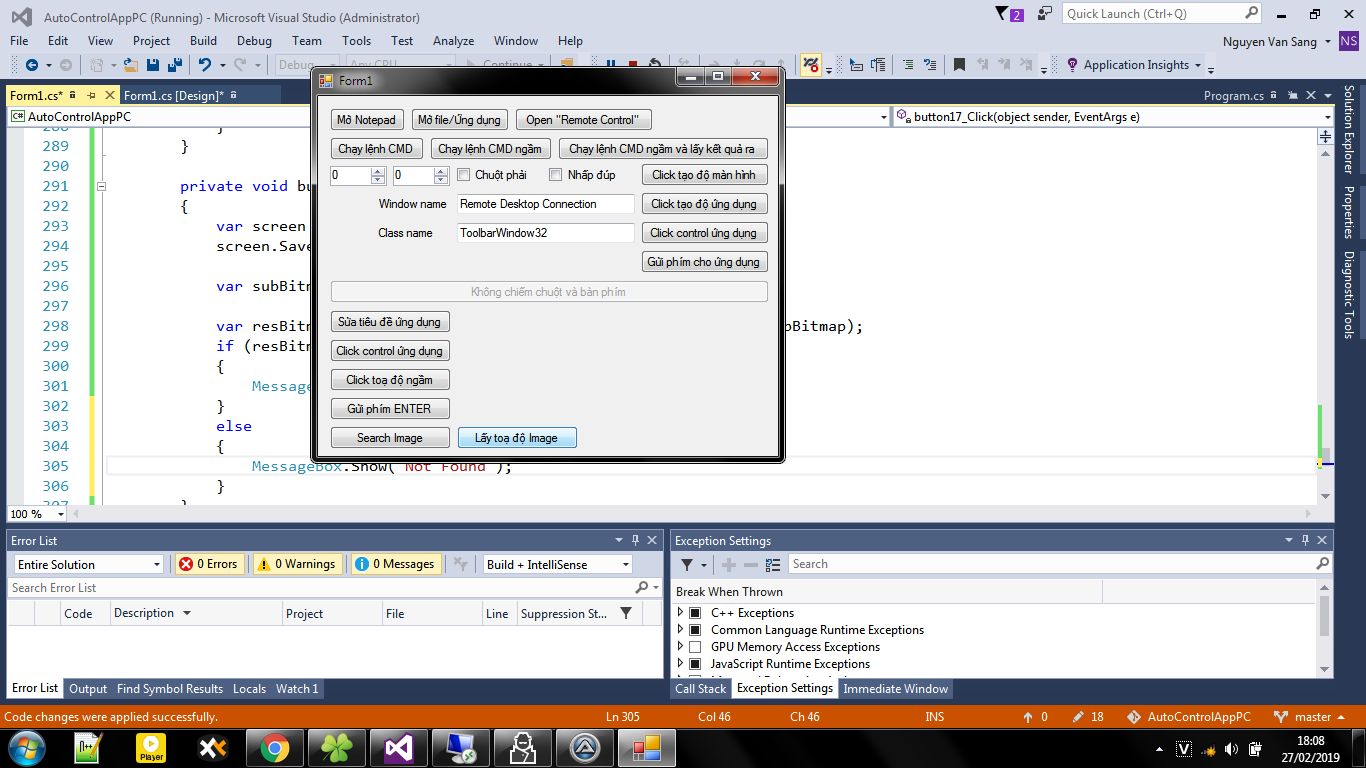 AutoControlAppPC (Running) - Microsoft Visual Studio (Administrator)
2
Quick Launch (Ctrl+Q)
File Edit View Project Build Debug Team Tools Test Analyze Window Help
Nguyen Van Sang NS
Debug Any CPU Continue Application Insights
Form1.cs* Form1.cs [Design]* Program.cs
AutoControlAppPC button17_Click(object sender, EventArgs e)
288 }
289 }
290
291 private void bu
292 {
293 var screen
294 screen.Save
295
296 var subBitm
297
298 var resBitm pBitmap);
299 if (resBitm
300 {
301 Message
302 }
303 else
304 {
305 MessageBox.Show("Not Found");
306 }
307 }
Form1
Mở Notepad Mở file/Ứng dụng Open "Remote Control"
Chạy lệnh CMD Chạy lệnh CMD ngầm Chạy lệnh CMD ngầm và lấy kết quả ra
0 0 Chuột phải Nhấp đúp Click tạo độ màn hình
Window name Remote Desktop Connection Click tạo độ ứng dụng
Class name ToolbarWindow32 Click control ứng dụng
Gửi phím cho ứng dụng
Không chiếm chuột và bàn phím
Sửa tiêu đề ứng dụng
Click control ứng dụng
Click toạ độ ngầm
Gửi phím ENTER
Search Image Lấy toạ độ Image
100 %
Error List
Entire Solution 0 Errors 0 Warnings 0 Messages Build + IntelliSense
Search Error List
Code Description Project File Line Suppression St...
Error List Output Find Symbol Results Locals Watch 1
Exception Settings
Search
Break When Thrown
C++ Exceptions
Common Language Runtime Exceptions
GPU Memory Access Exceptions
JavaScript Runtime Exceptions
Call Stack Exception Settings Immediate Window
Solution Explorer
Properties
Diagnostic Tools
Code changes were applied successfully. Ln 305 Col 46 Ch 46 INS 0 18 AutoControlAppPC master
N++
Player
V
18:08
27/02/2019